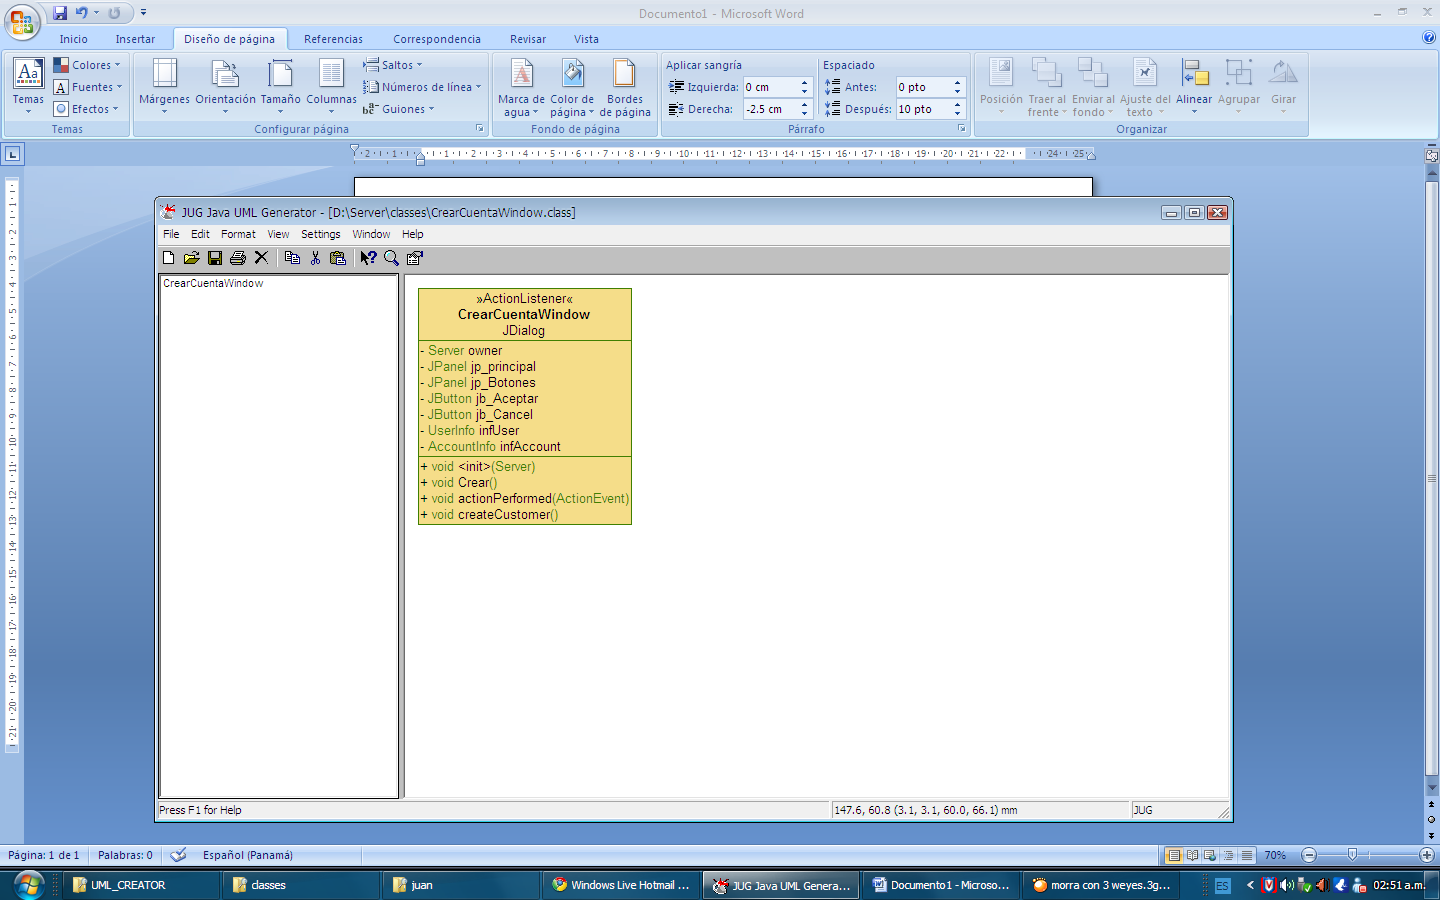 Documento1 - Microsoft Word
Inicio Insertar Diseño de página Referencias Correspondencia Revisar Vista
Aa Temas Colores Fuentes Efectos
Márgenes Orientación Tamaño Columnas Saltos Números de línea Guiones
Marca de agua Color de página Bordes de página
Aplicar sangría Espaciado
Izquierda: 0 cm Antes: 0 pto
Derecha: -2.5 cm Después: 10 pto
Posición Traer al frente Enviar al fondo Ajuste del texto Alinear Agrupar Girar
Temas Configurar página Fondo de página Párrafo Organizar
JUG Java UML Generator - [D:\Server\classes\CrearCuentaWindow.class]
File Edit Format View Settings Window Help
CrearCuentaWindow
»ActionListener«
CrearCuentaWindow
JDialog
- Server owner
- JPanel jp_principal
- JPanel jp_Botones
- JButton jb_Aceptar
- JButton jb_Cancel
- UserInfo infUser
- AccountInfo infAccount
+ void <init>(Server)
+ void Crear()
+ void actionPerformed(ActionEvent)
+ void createCustomer()
Press F1 for Help 147.6, 60.8 (3.1, 3.1, 60.0, 66.1) mm JUG
Página: 1 de 1 Palabras: 0 Español (Panamá) 70%
UML_CREATOR classes juan Windows Live Hotmail ... JUG Java UML Genera... Documento1 - Microso... morra con 3 weyes.3g... ES 02:51 a.m.